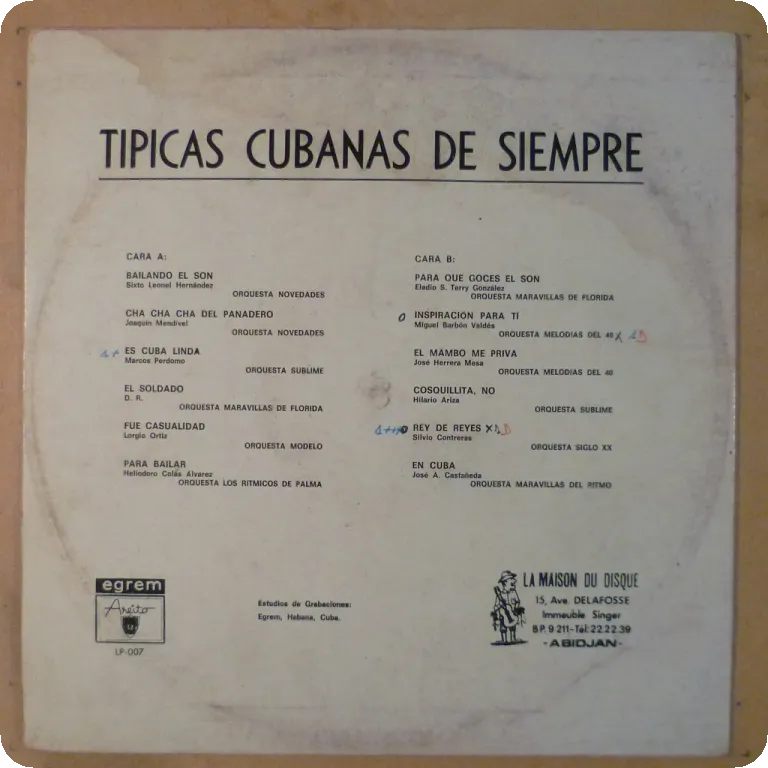 TIPICAS CUBANAS DE SIEMPRE
CARA A:
BAILANDO EL SON
Sixto Leonel Hernández
ORQUESTA NOVEDADES
CHA CHA CHA DEL PANADERO
Joaquín Mendivel
ORQUESTA NOVEDADES
ES CUBA LINDA
Marcos Perdomo
ORQUESTA SUBLIME
EL SOLDADO
D. R.
ORQUESTA MARAVILLAS DE FLORIDA
FUE CASUALIDAD
Lorgio Ortiz
ORQUESTA MODELO
PARA BAILAR
Heliodoro Colás Alvarez
ORQUESTA LOS RITMICOS DE PALMA
CARA B:
PARA QUE GOCES EL SON
Eladio S. Terry González
ORQUESTA MARAVILLAS DE FLORIDA
INSPIRACION PARA TI
Miguel Barbón Valdés
ORQUESTA MELODIAS DEL 40
EL MAMBO ME PRIVA
José Herrera Mesa
ORQUESTA MELODIAS DEL 40
COSQUILLITA, NO
Hilario Ariza
ORQUESTA SUBLIME
REY DE REYES
Silvio Contreras
ORQUESTA SIGLO XX
EN CUBA
José A. Castañeda
ORQUESTA MARAVILLAS DEL RITMO
egrem
Areito
LP-007
Estudios de Grabaciones:
Egrem, Habana, Cuba.
LA MAISON DU DISQUE
15, Ave. DELAFOSSE
Immeuble Singer
B P. 9 211-Tél: 22 22 39
- ABIDJAN -